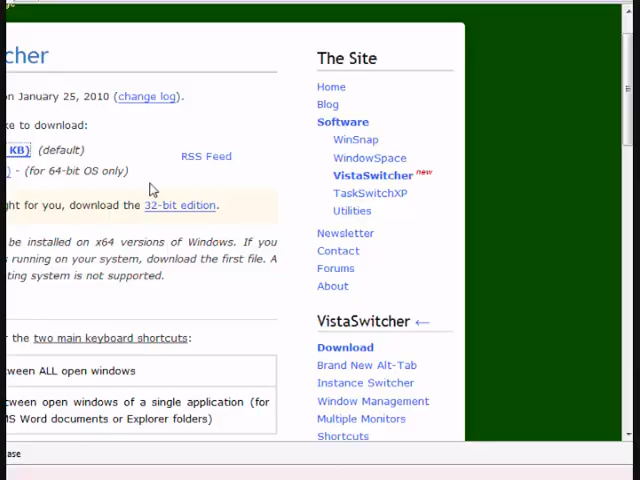 cher
on January 25, 2010 (change log).
ke to download:
KB) (default)
RSS Feed
) - (for 64-bit OS only)
ght for you, download the 32-bit edition.
be installed on x64 versions of Windows. If you
s running on your system, download the first file. A
ting system is not supported.
r the two main keyboard shortcuts:
tween ALL open windows
tween open windows of a single application (for
MS Word documents or Explorer folders)
The Site
Home
Blog
Software
WinSnap
WindowSpace
VistaSwitcher new
TaskSwitchXP
Utilities
Newsletter
Contact
Forums
About
VistaSwitcher ←
Download
Brand New Alt-Tab
Instance Switcher
Window Management
Multiple Monitors
Shortcuts
ase